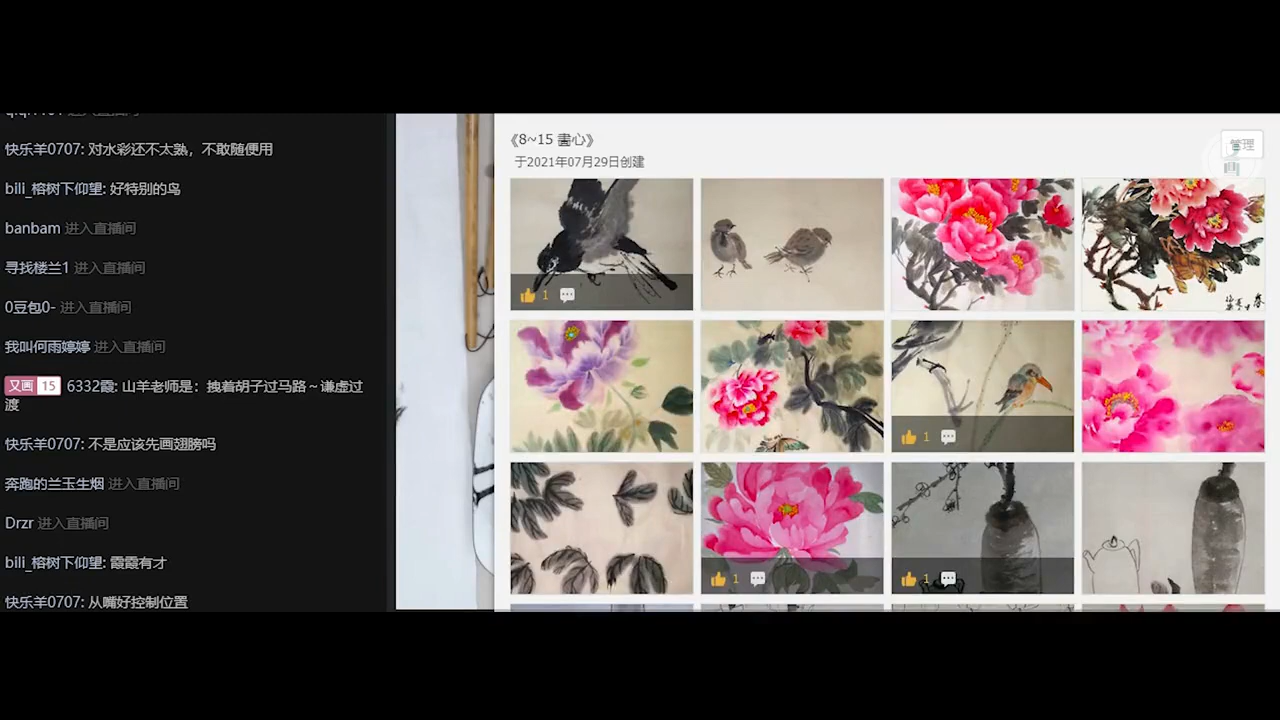 快乐羊0707: 对水彩还不太熟，不敢随便用
bili_榕树下仰望: 好特别的鸟
banbam 进入直播间
寻找楼兰1 进入直播间
0豆包0- 进入直播间
我叫何雨婷婷 进入直播间
又画 15 6332霞: 山羊老师是：拽着胡子过马路～谦虚过
渡
快乐羊0707: 不是应该先画翅膀吗
奔跑的兰玉生烟 进入直播间
Drzr 进入直播间
bili_榕树下仰望: 霞霞有才
快乐羊0707: 从嘴好控制位置
《8~15 畵心》
于2021年07月29日创建
管理
1
1
1
1